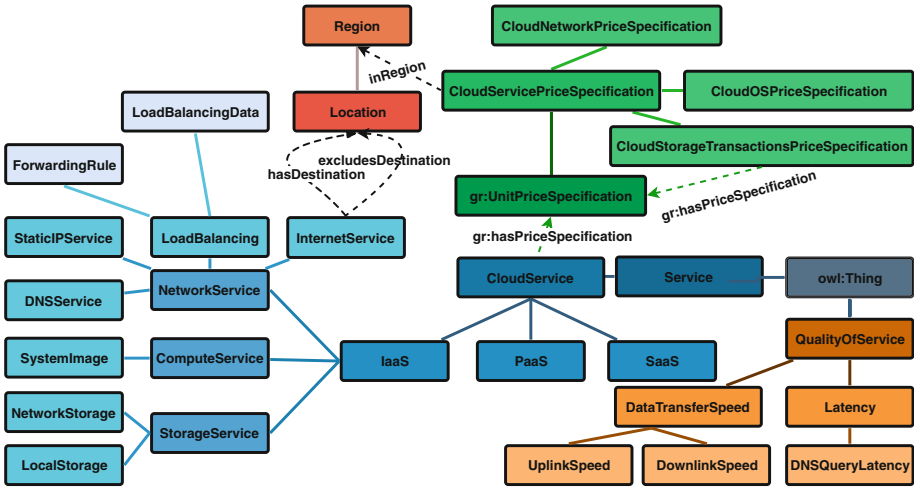 Region
CloudNetworkPriceSpecification
inRegion
CloudServicePriceSpecification
CloudOSPriceSpecification
LoadBalancingData
Location
CloudStorageTransactionsPriceSpecification
ForwardingRule
excludesDestination
hasDestination
gr:UnitPriceSpecification
gr:hasPriceSpecification
StaticIPService
LoadBalancing
InternetService
gr:hasPriceSpecification
CloudService
Service
owl:Thing
DNSService
NetworkService
QualityOfService
SystemImage
ComputeService
IaaS
PaaS
SaaS
NetworkStorage
StorageService
DataTransferSpeed
Latency
LocalStorage
UplinkSpeed
DownlinkSpeed
DNSQueryLatency